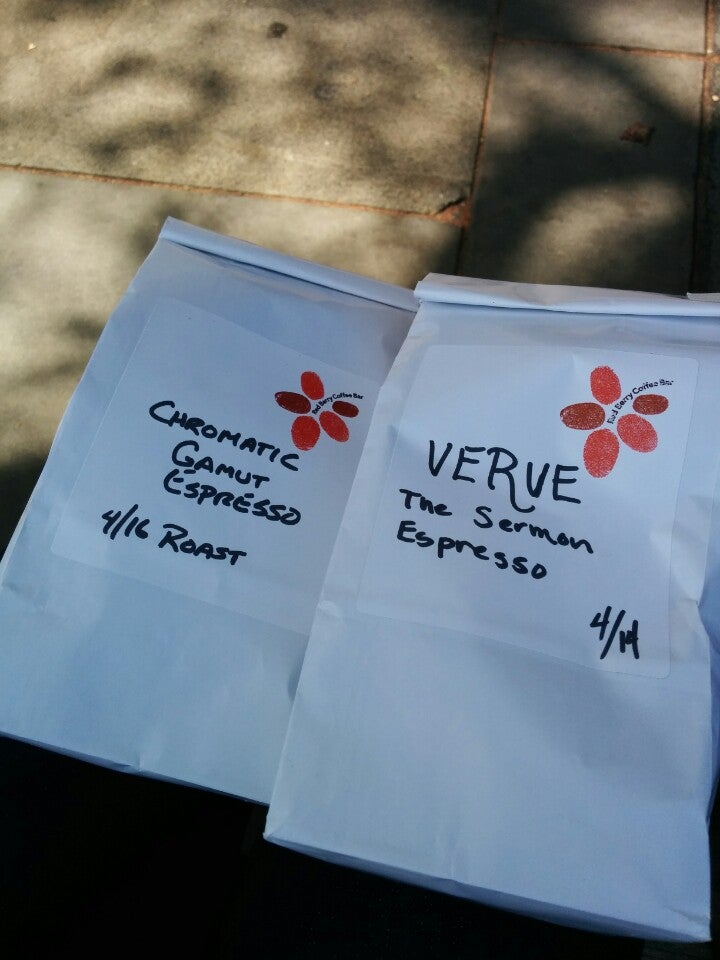 Red Berry Coffee Bar
CHROMATIC
GAMUT
ESPRESSO
4/16 ROAST
Red Berry Coffee Bar
VERVE
The Sermon
Espresso
4/14